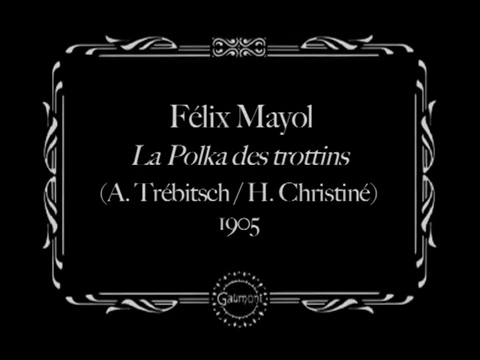 Félix Mayol
La Polka des trottins
(A. Trébitsch / H. Christiné)
1905
Gaumont